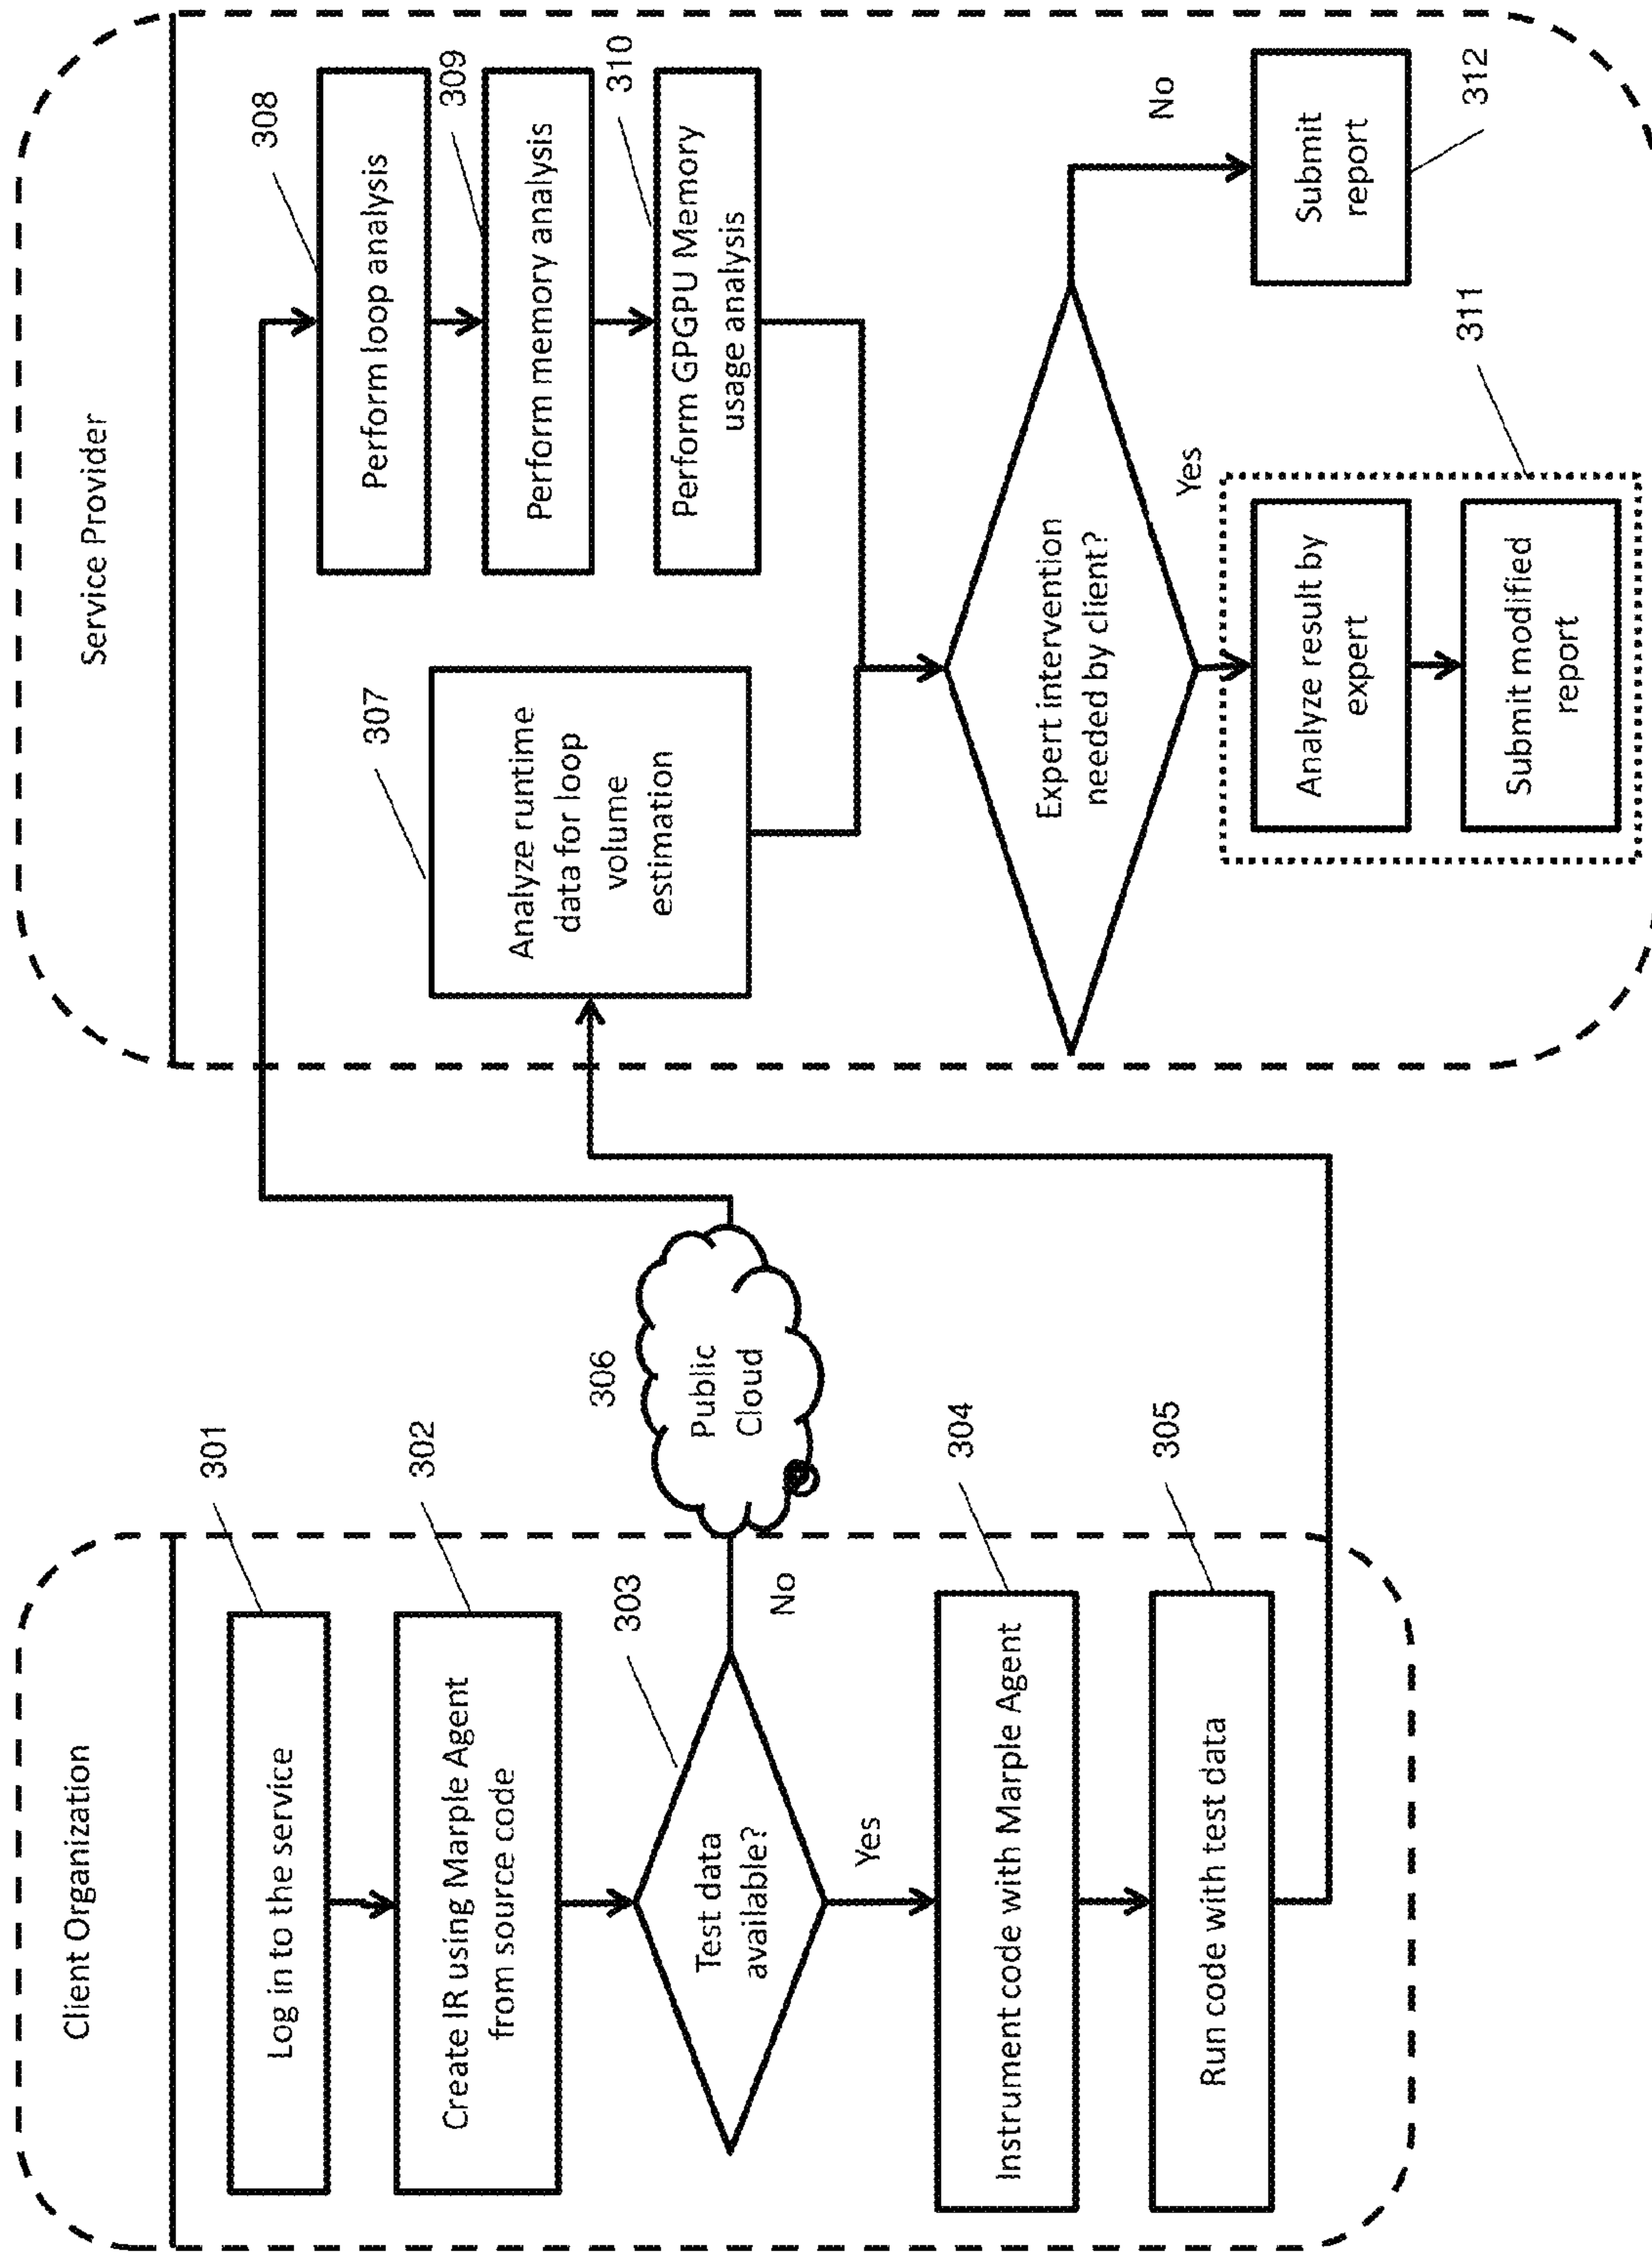 Client Organization
301
Log in to the service
302
Create IR using Marple Agent
from source code
303
Test data
available?
No
Yes
304
Instrument code with Marple Agent
305
Run code with test data
306
Public
Cloud
Service Provider
307
Analyze runtime
data for loop
volume
estimation
308
Perform loop analysis
309
Perform memory analysis
310
Perform GPGPU Memory
usage analysis
Expert intervention
needed by client?
No
Yes
311
Analyze result by
expert
Submit modified
report
Submit
report
312